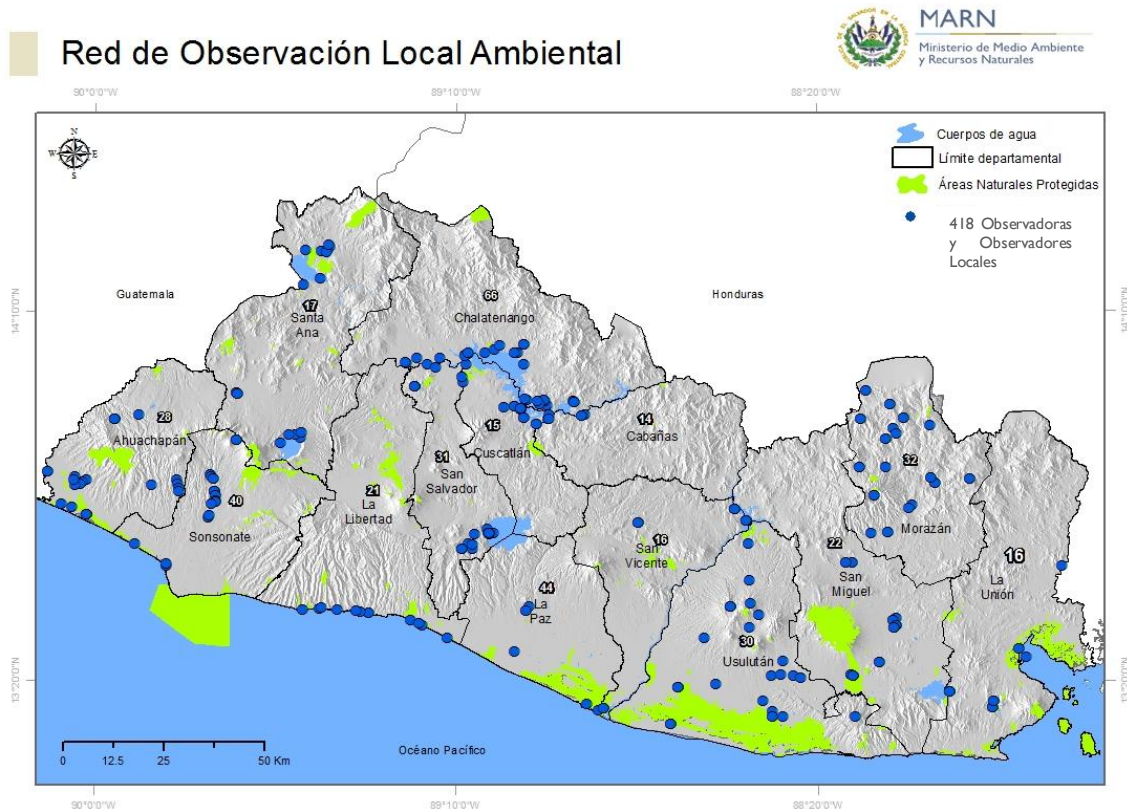 MARN
Ministerio de Medio Ambiente
y Recursos Naturales
Red de Observación Local Ambiental
90°0'0"W
89°10'0"W
88°20'0"W
N
W
E
S
Cuerpos de agua
Límite departamental
Áreas Naturales Protegidas
418 Observadoras
y Observadores
Locales
Guatemala
Honduras
14°10'0"N
66
Chalatenango
17
Santa
Ana
28
Ahuachapán
15
Cuscatlán
14
Cabañas
31
San
Salvador
32
Morazán
40
Sonsonate
21
La
Libertad
16
San
Vicente
22
San
Miguel
16
La
Unión
44
La
Paz
30
Usulután
13°20'0"N
Océano Pacífico
0 12.5 25 50 Km
90°0'0"W
89°10'0"W
88°20'0"W